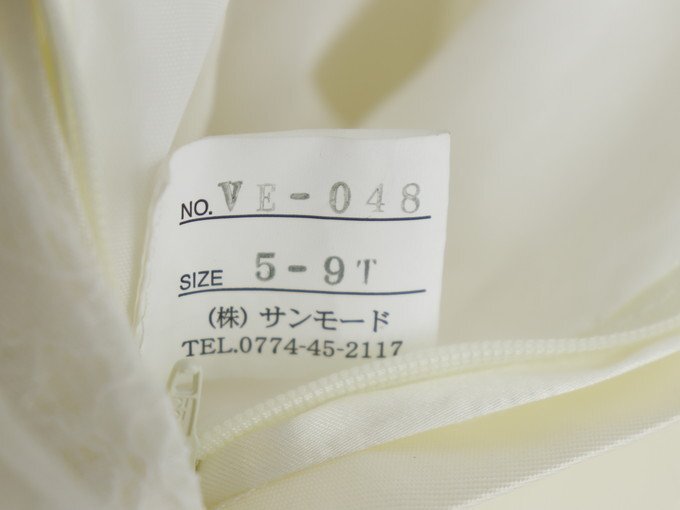 NO. VE-048
SIZE 5-9T
(株) サンモード
TEL.0774-45-2117